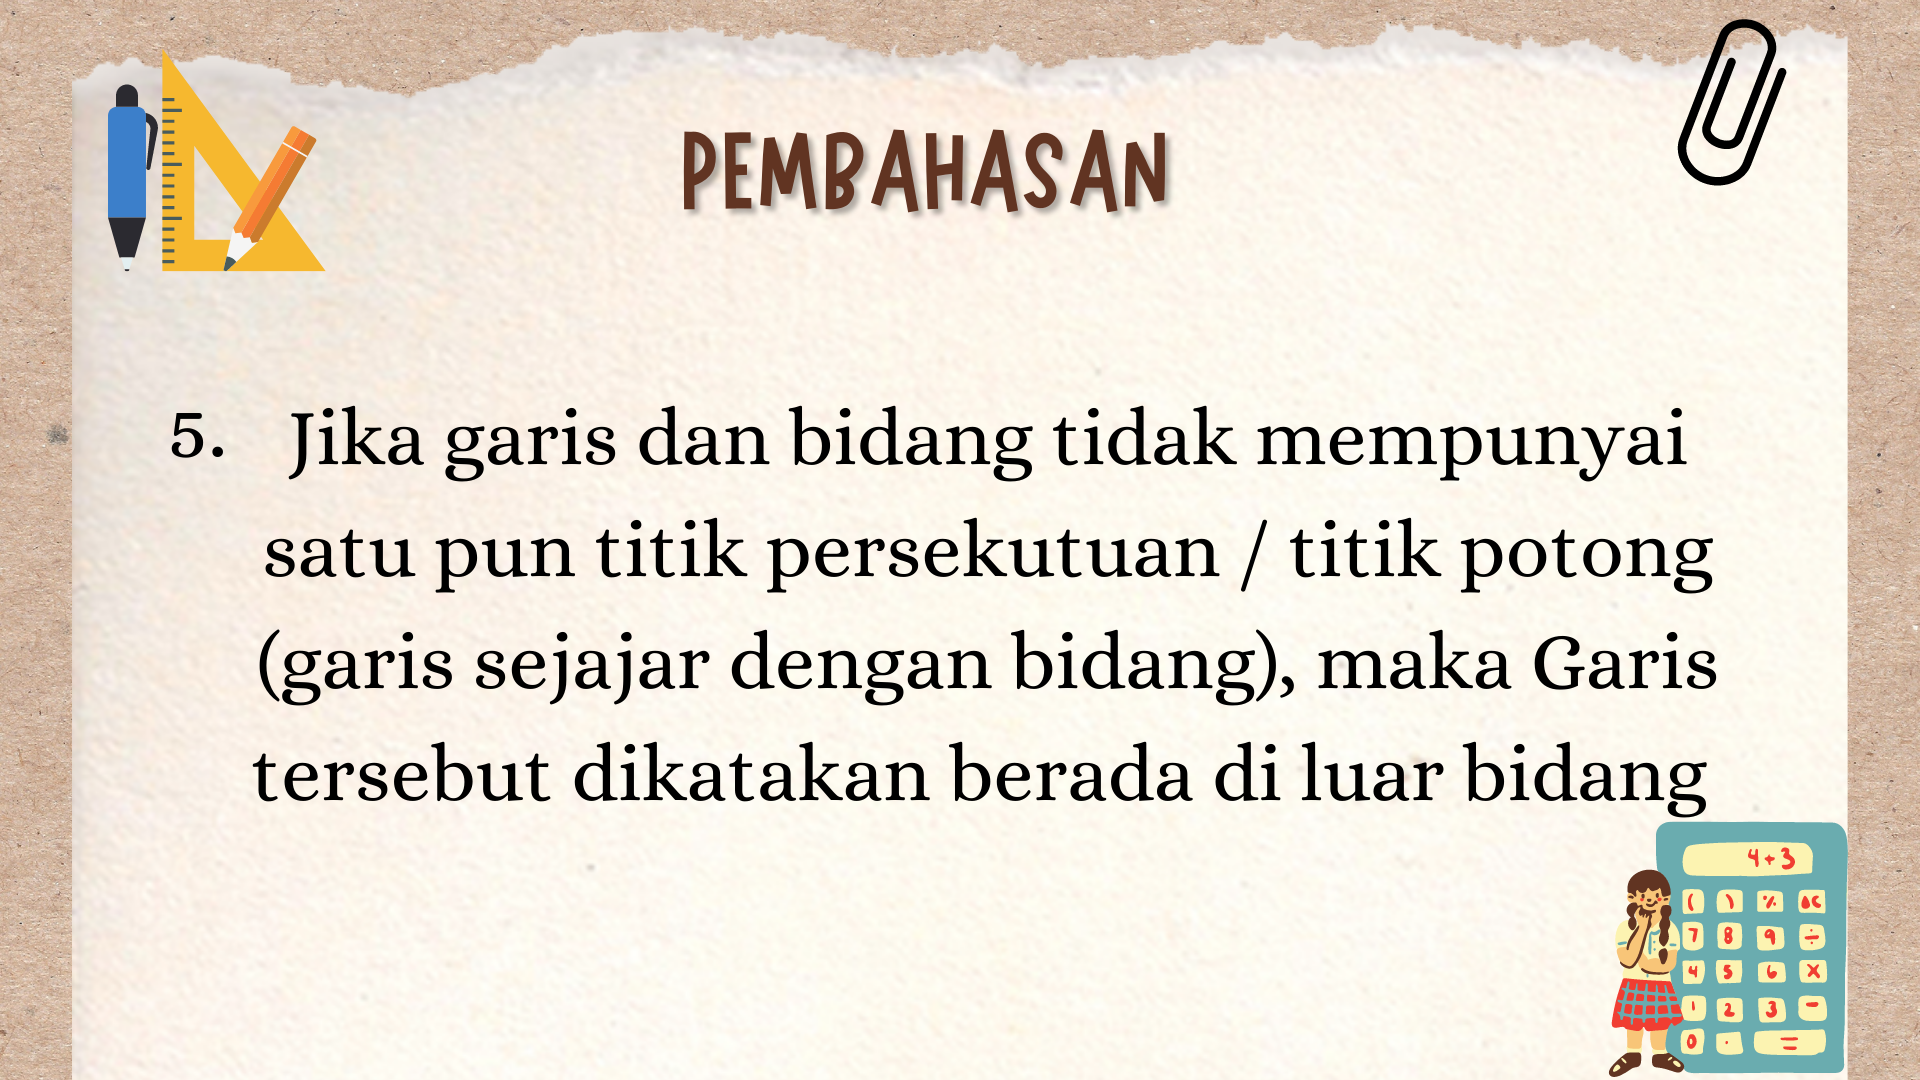 PEMBAHASAN
5. Jika garis dan bidang tidak mempunyai
satu pun titik persekutuan / titik potong
(garis sejajar dengan bidang), maka Garis
tersebut dikatakan berada di luar bidang
4+3
( ) % AC
7 8 9 ÷
4 5 6 X
1 2 3 -
0 . =